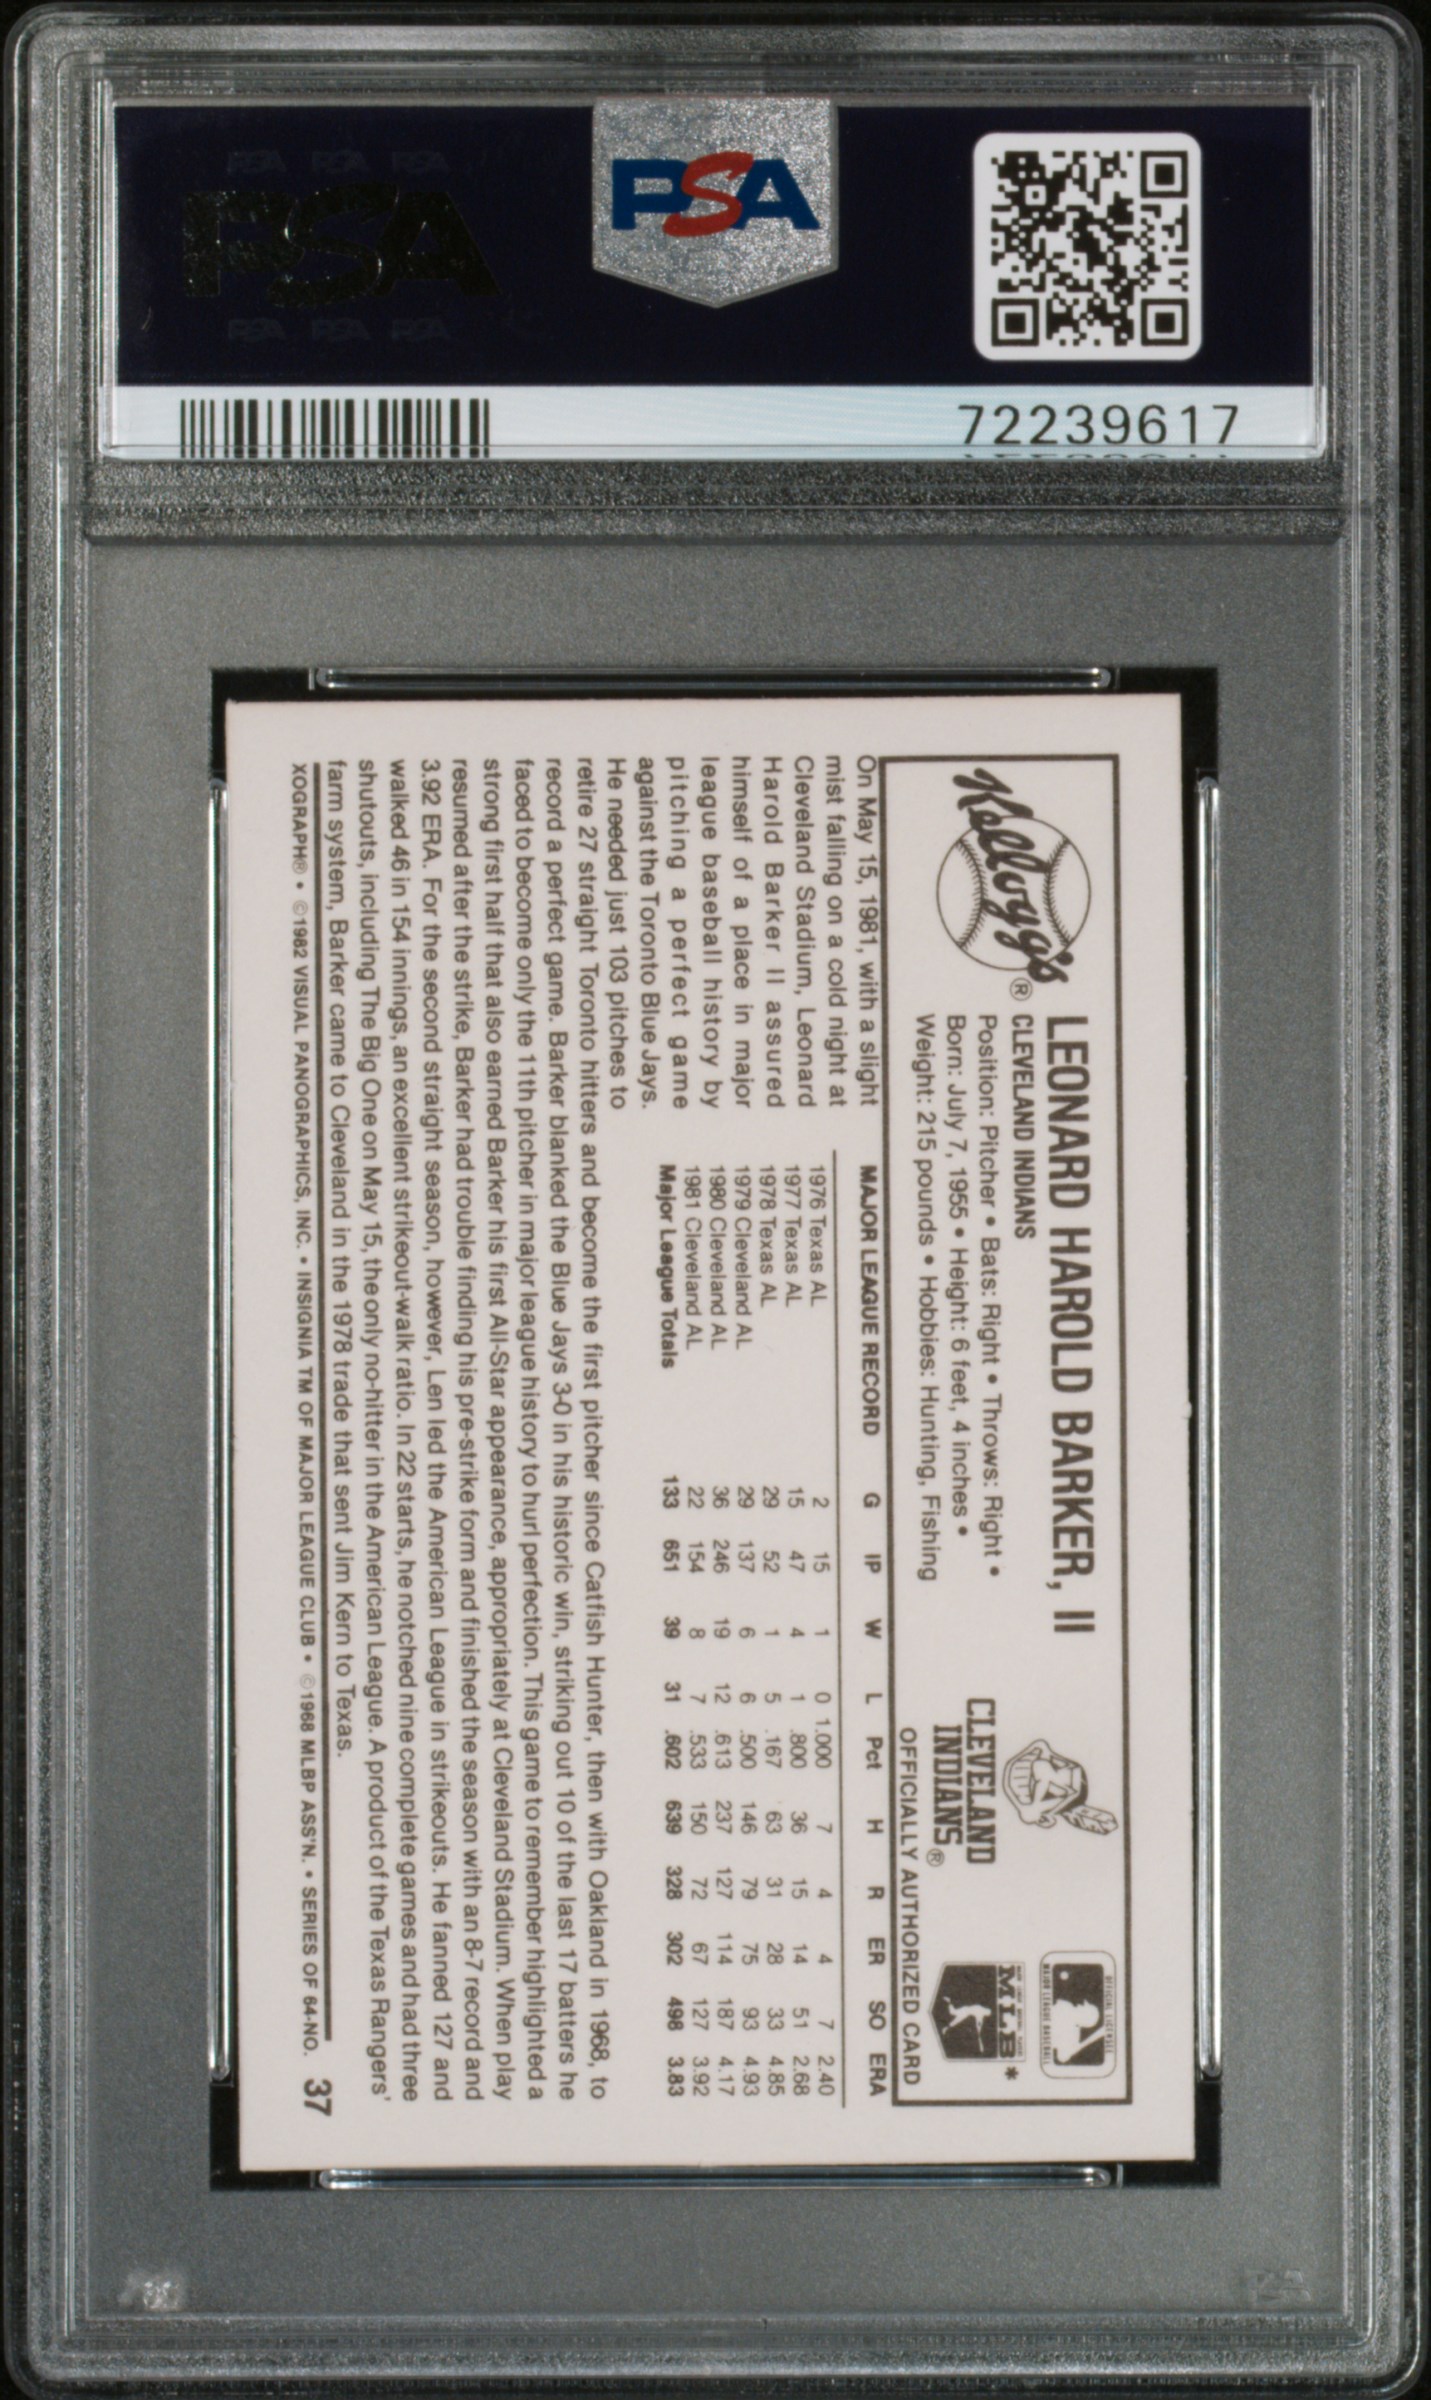 PSA PSA PSA
PSA
PSA PSA PSA
PSA
72239617
Kellogg's®
LEONARD HAROLD BARKER, II
CLEVELAND INDIANS
Position: Pitcher • Bats: Right • Throws: Right •
Born: July 7, 1955 • Height: 6 feet, 4 inches •
Weight: 215 pounds • Hobbies: Hunting, Fishing
CLEVELAND
INDIANS®
OFFICIALLY AUTHORIZED CARD
OFFICIAL LICENSEE
MAJOR LEAGUE BASEBALL
MLB*
On May 15, 1981, with a slight
mist falling on a cold night at
Cleveland Stadium, Leonard
Harold Barker II assured
himself of a place in major
league baseball history by
pitching a perfect game
against the Toronto Blue Jays.
He needed just 103 pitches to
MAJOR LEAGUE RECORD G IP W L Pct H R ER SO ERA
1976 Texas AL 2 15 1 0 1.000 7 4 4 7 2.40
1977 Texas AL 15 47 4 1 .800 36 15 14 51 2.68
1978 Texas AL 29 52 1 5 .167 63 31 28 33 4.85
1979 Cleveland AL 29 137 6 6 .500 146 79 75 93 4.93
1980 Cleveland AL 36 246 19 12 .613 237 127 114 187 4.17
1981 Cleveland AL 22 154 8 7 .533 150 72 67 127 3.92
Major League Totals 133 651 39 31 .602 639 328 302 498 3.83
retire 27 straight Toronto hitters and become the first pitcher since Catfish Hunter, then with Oakland in 1968, to
record a perfect game. Barker blanked the Blue Jays 3-0 in his historic win, striking out 10 of the last 17 batters he
faced to become only the 11th pitcher in major league history to hurl perfection. This game to remember highlighted a
strong first half that also earned Barker his first All-Star appearance, appropriately at Cleveland Stadium. When play
resumed after the strike, Barker had trouble finding his pre-strike form and finished the season with an 8-7 record and
3.92 ERA. For the second straight season, however, Len led the American League in strikeouts. He fanned 127 and
walked 46 in 154 innings, an excellent strikeout-walk ratio. In 22 starts, he notched nine complete games and had three
shutouts, including The Big One on May 15, the only no-hitter in the American League. A product of the Texas Rangers'
farm system, Barker came to Cleveland in the 1978 trade that sent Jim Kern to Texas.
XOGRAPH® • ©1982 VISUAL PANOGRAPHICS, INC. • INSIGNIA TM OF MAJOR LEAGUE CLUB • ©1968 MLBP ASS'N. • SERIES OF 64-NO. 37